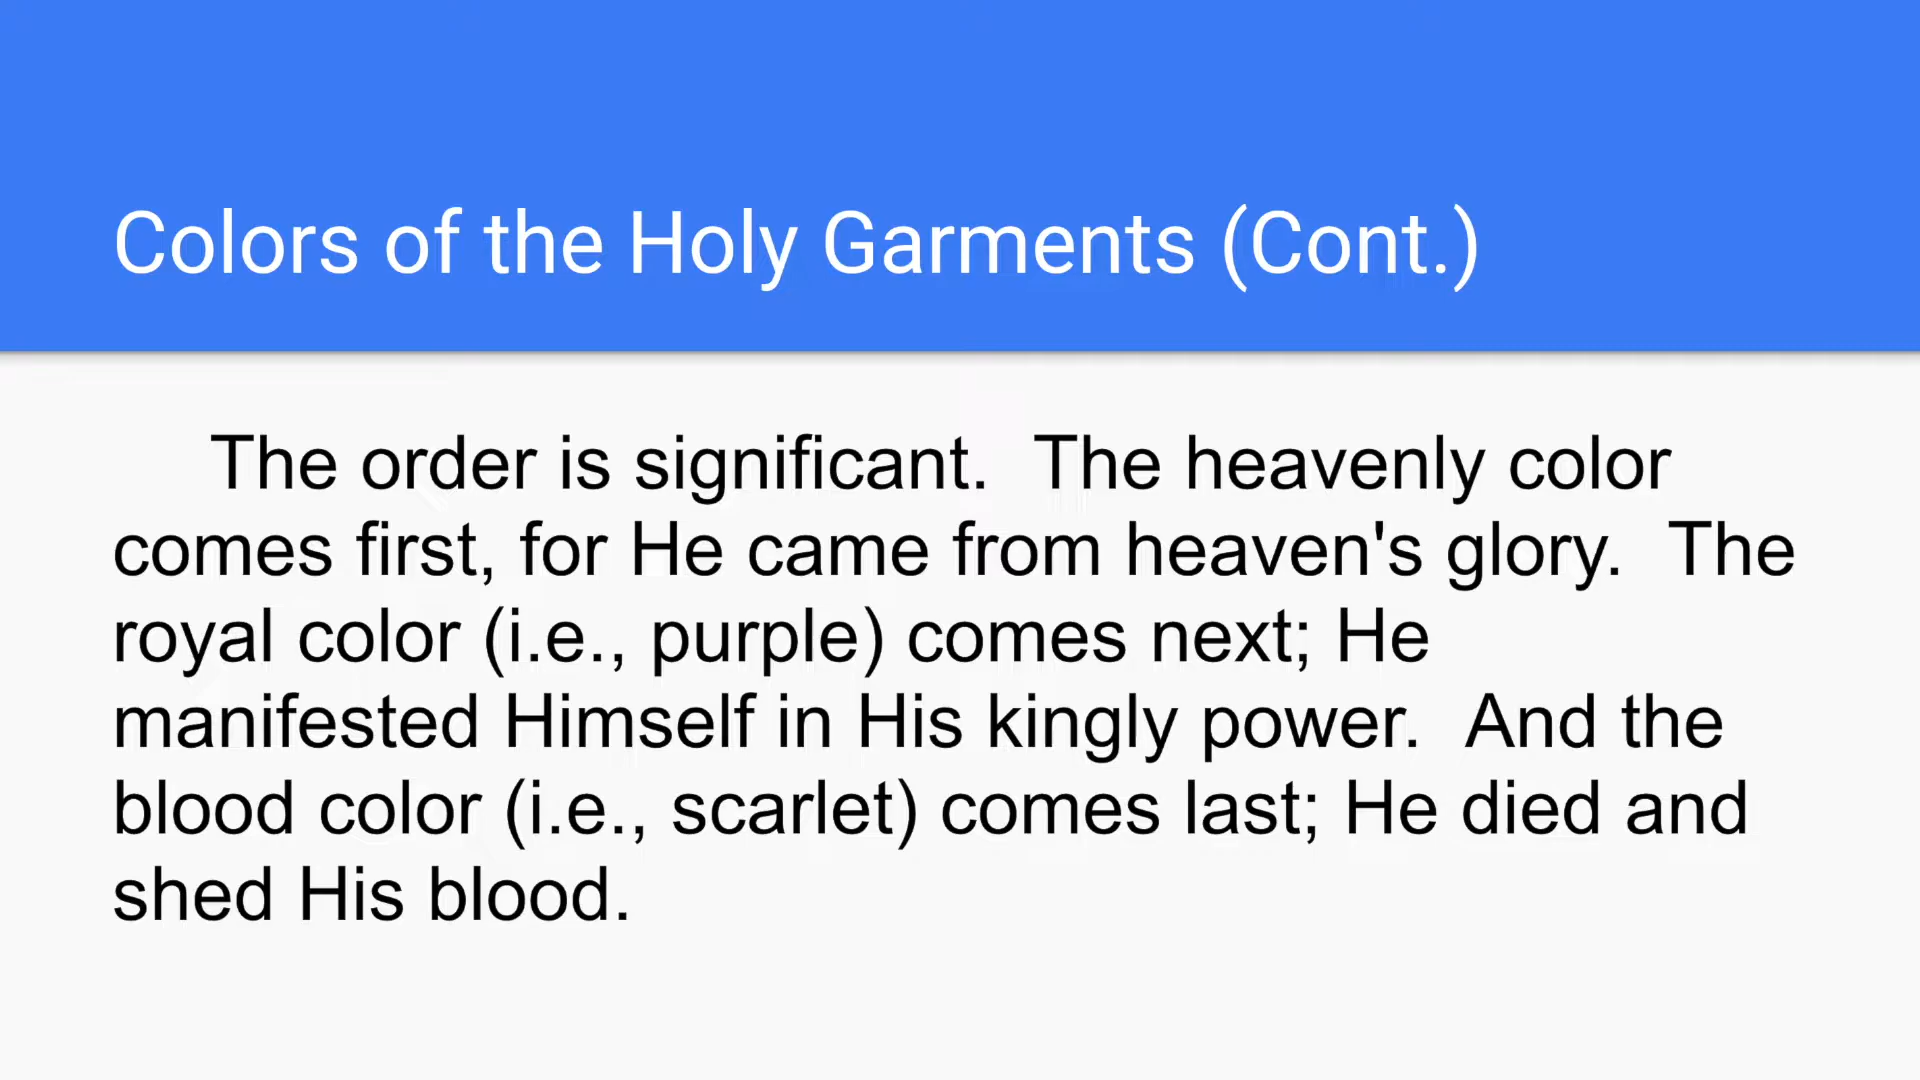 Colors of the Holy Garments (Cont.)
The order is significant.  The heavenly color
comes first, for He came from heaven's glory.  The
royal color (i.e., purple) comes next; He
manifested Himself in His kingly power.  And the
blood color (i.e., scarlet) comes last; He died and
shed His blood.